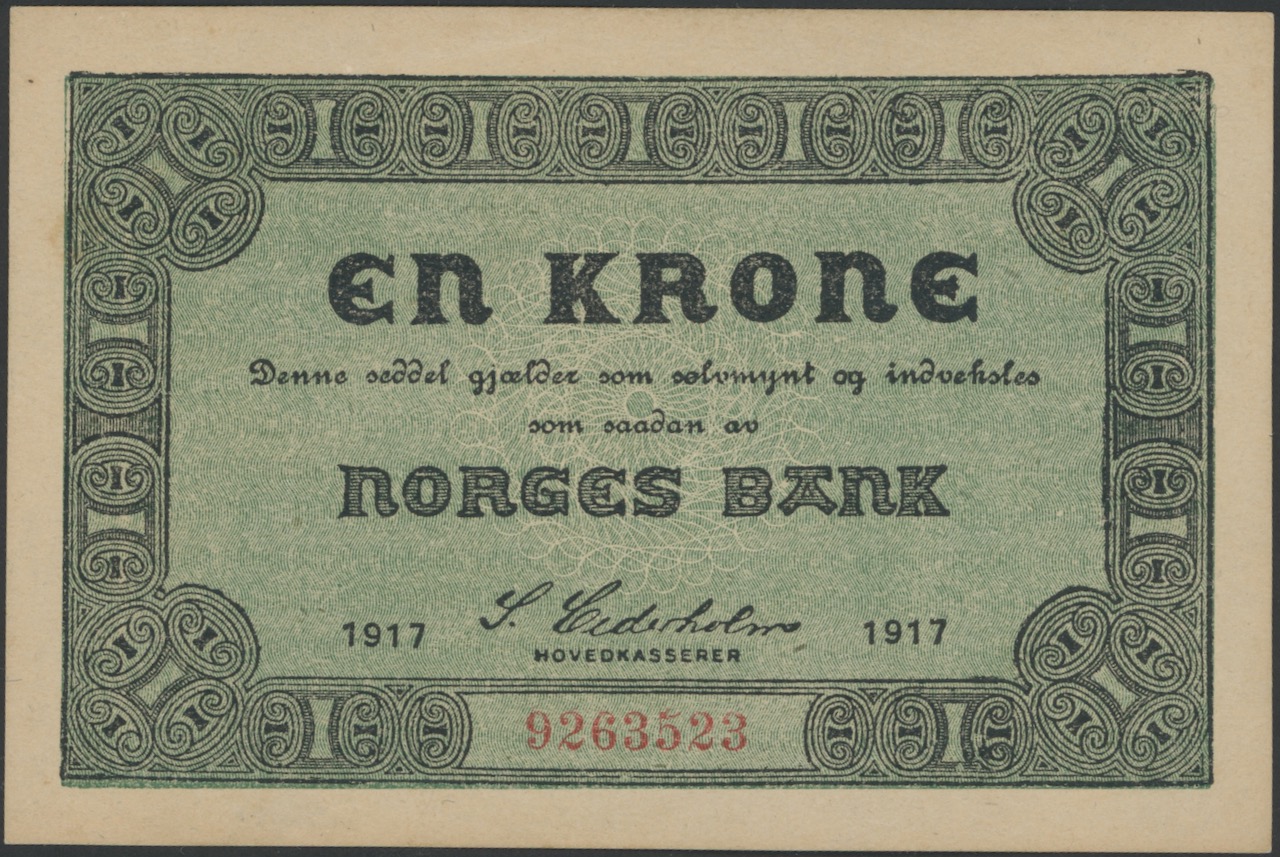 EN KRONE
Denne seddel gjælder som sølvmynt og indveksles
som saadan av
NORGES BANK
1917 S. Cederholm 1917
HOVEDKASSERER
9263523